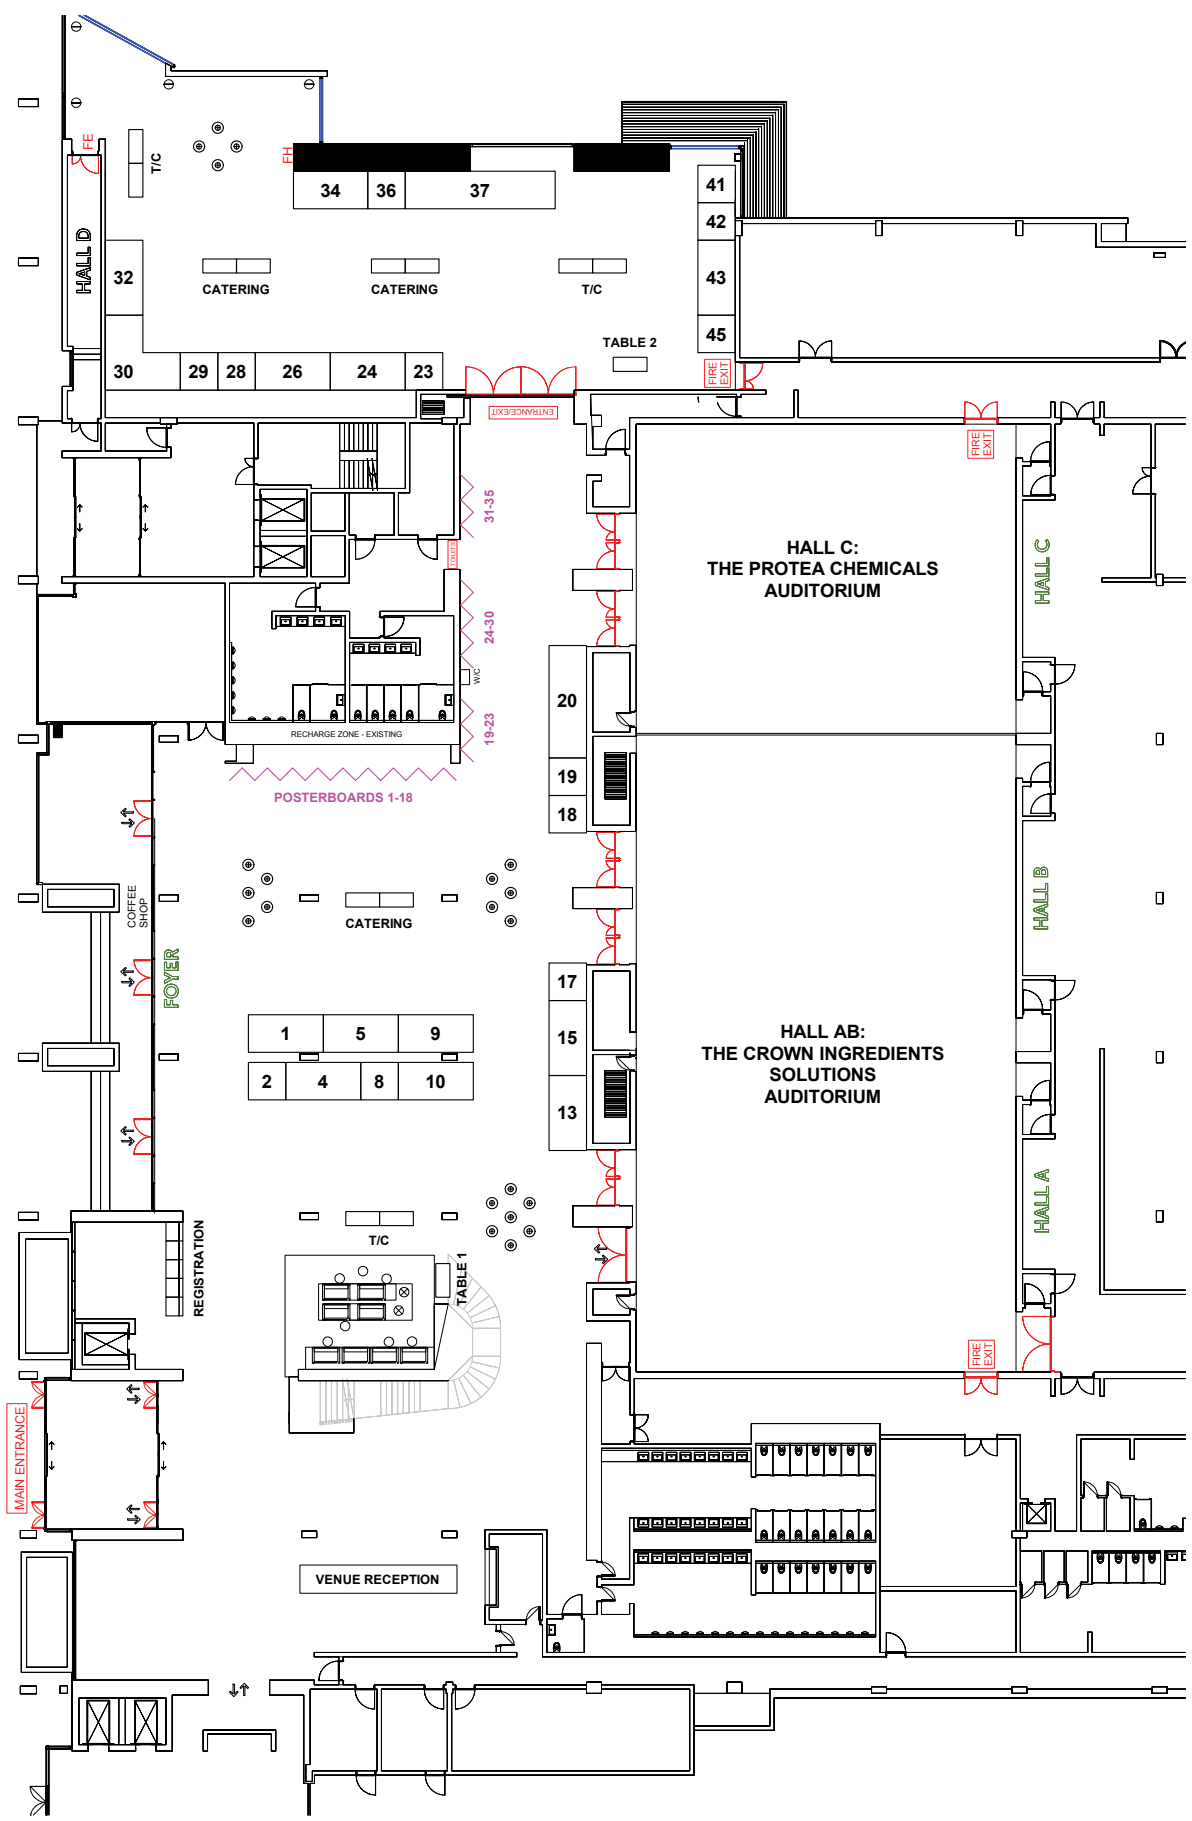 FE
T/C
FH
34
36
37
41
42
43
45
HALL D
32
CATERING
CATERING
T/C
TABLE 2
30
29
28
26
24
23
FIRE
EXIT
ENTRANCE/EXIT
FIRE
EXIT
31-35
TOILETS
HALL C:
THE PROTEA CHEMICALS
AUDITORIUM
HALL C
24-30
W/C
19-23
RECHARGE ZONE - EXISTING
POSTERBOARDS 1-18
20
19
18
COFFEE
SHOP
CATERING
HALL B
FOYER
17
15
13
1
5
9
2
4
8
10
HALL AB:
THE CROWN INGREDIENTS
SOLUTIONS
AUDITORIUM
HALL A
REGISTRATION
T/C
TABLE 1
FIRE
EXIT
MAIN ENTRANCE
VENUE RECEPTION